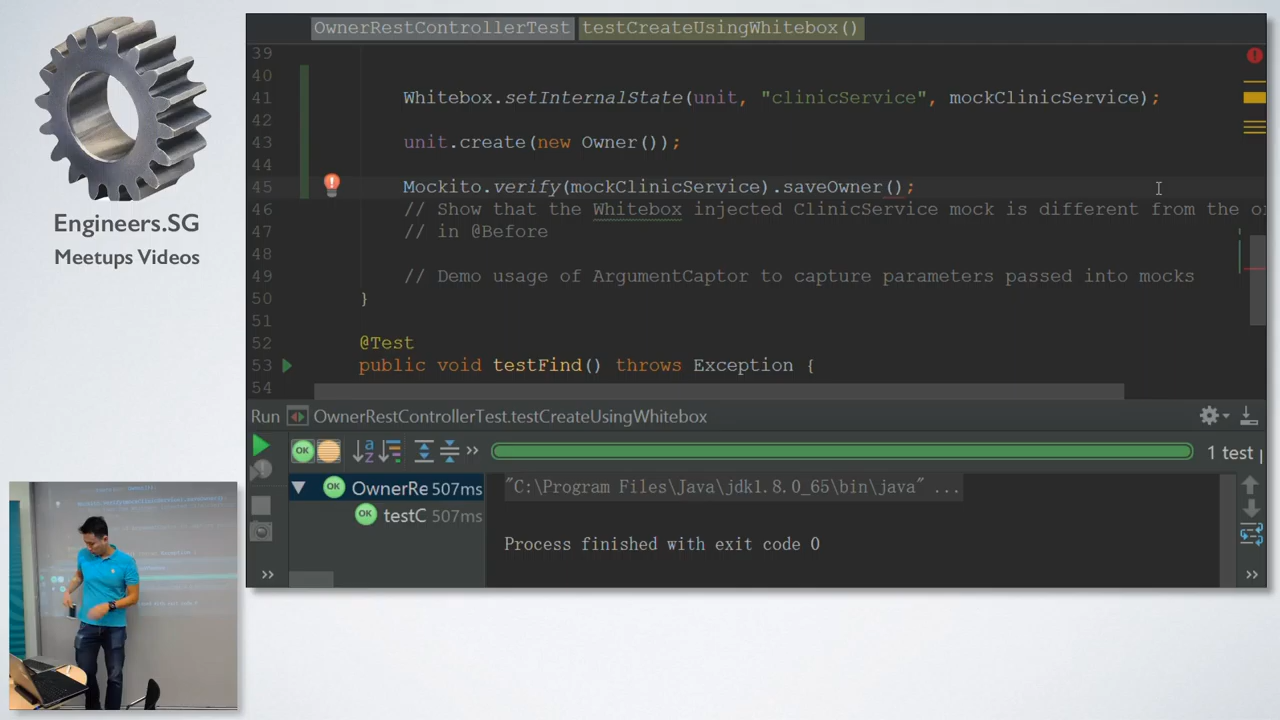 Engineers.SG
Meetups Videos
OwnerRestControllerTest testCreateUsingWhitebox()
39
40
41 Whitebox.setInternalState(unit, "clinicService", mockClinicService);
42
43 unit.create(new Owner());
44
45 Mockito.verify(mockClinicService).saveOwner();
46 // Show that the Whitebox injected ClinicService mock is different from the o
47 // in @Before
48
49 // Demo usage of ArgumentCaptor to capture parameters passed into mocks
50 }
51
52 @Test
53 public void testFind() throws Exception {
54
Run OwnerRestControllerTest.testCreateUsingWhitebox
OK 1 test
OK OwnerRe 507ms "C:\Program Files\Java\jdk1.8.0_65\bin\java" ...
OK testC 507ms
Process finished with exit code 0